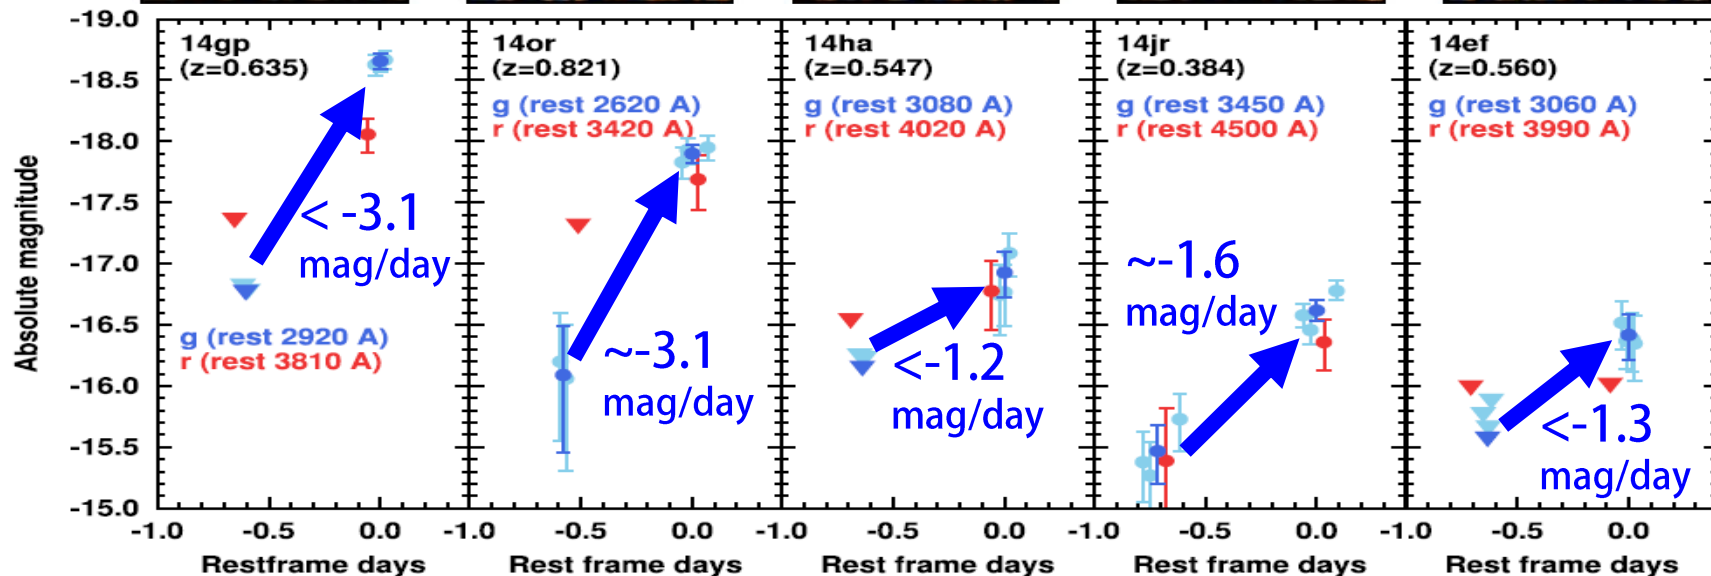 -19.0
-18.5
-18.0
-17.5
-17.0
-16.5
-16.0
-15.5
-15.0
Absolute magnitude
14gp
(z=0.635)
< -3.1
mag/day
g (rest 2920 A)
r (rest 3810 A)
-1.0 -0.5 0.0
Restframe days
14or
(z=0.821)
g (rest 2620 A)
r (rest 3420 A)
~-3.1
mag/day
-1.0 -0.5 0.0
Rest frame days
14ha
(z=0.547)
g (rest 3080 A)
r (rest 4020 A)
<-1.2
mag/day
-1.0 -0.5 0.0
Rest frame days
14jr
(z=0.384)
g (rest 3450 A)
r (rest 4500 A)
~-1.6
mag/day
-1.0 -0.5 0.0
Rest frame days
14ef
(z=0.560)
g (rest 3060 A)
r (rest 3990 A)
<-1.3
mag/day
-1.0 -0.5 0.0
Rest frame days